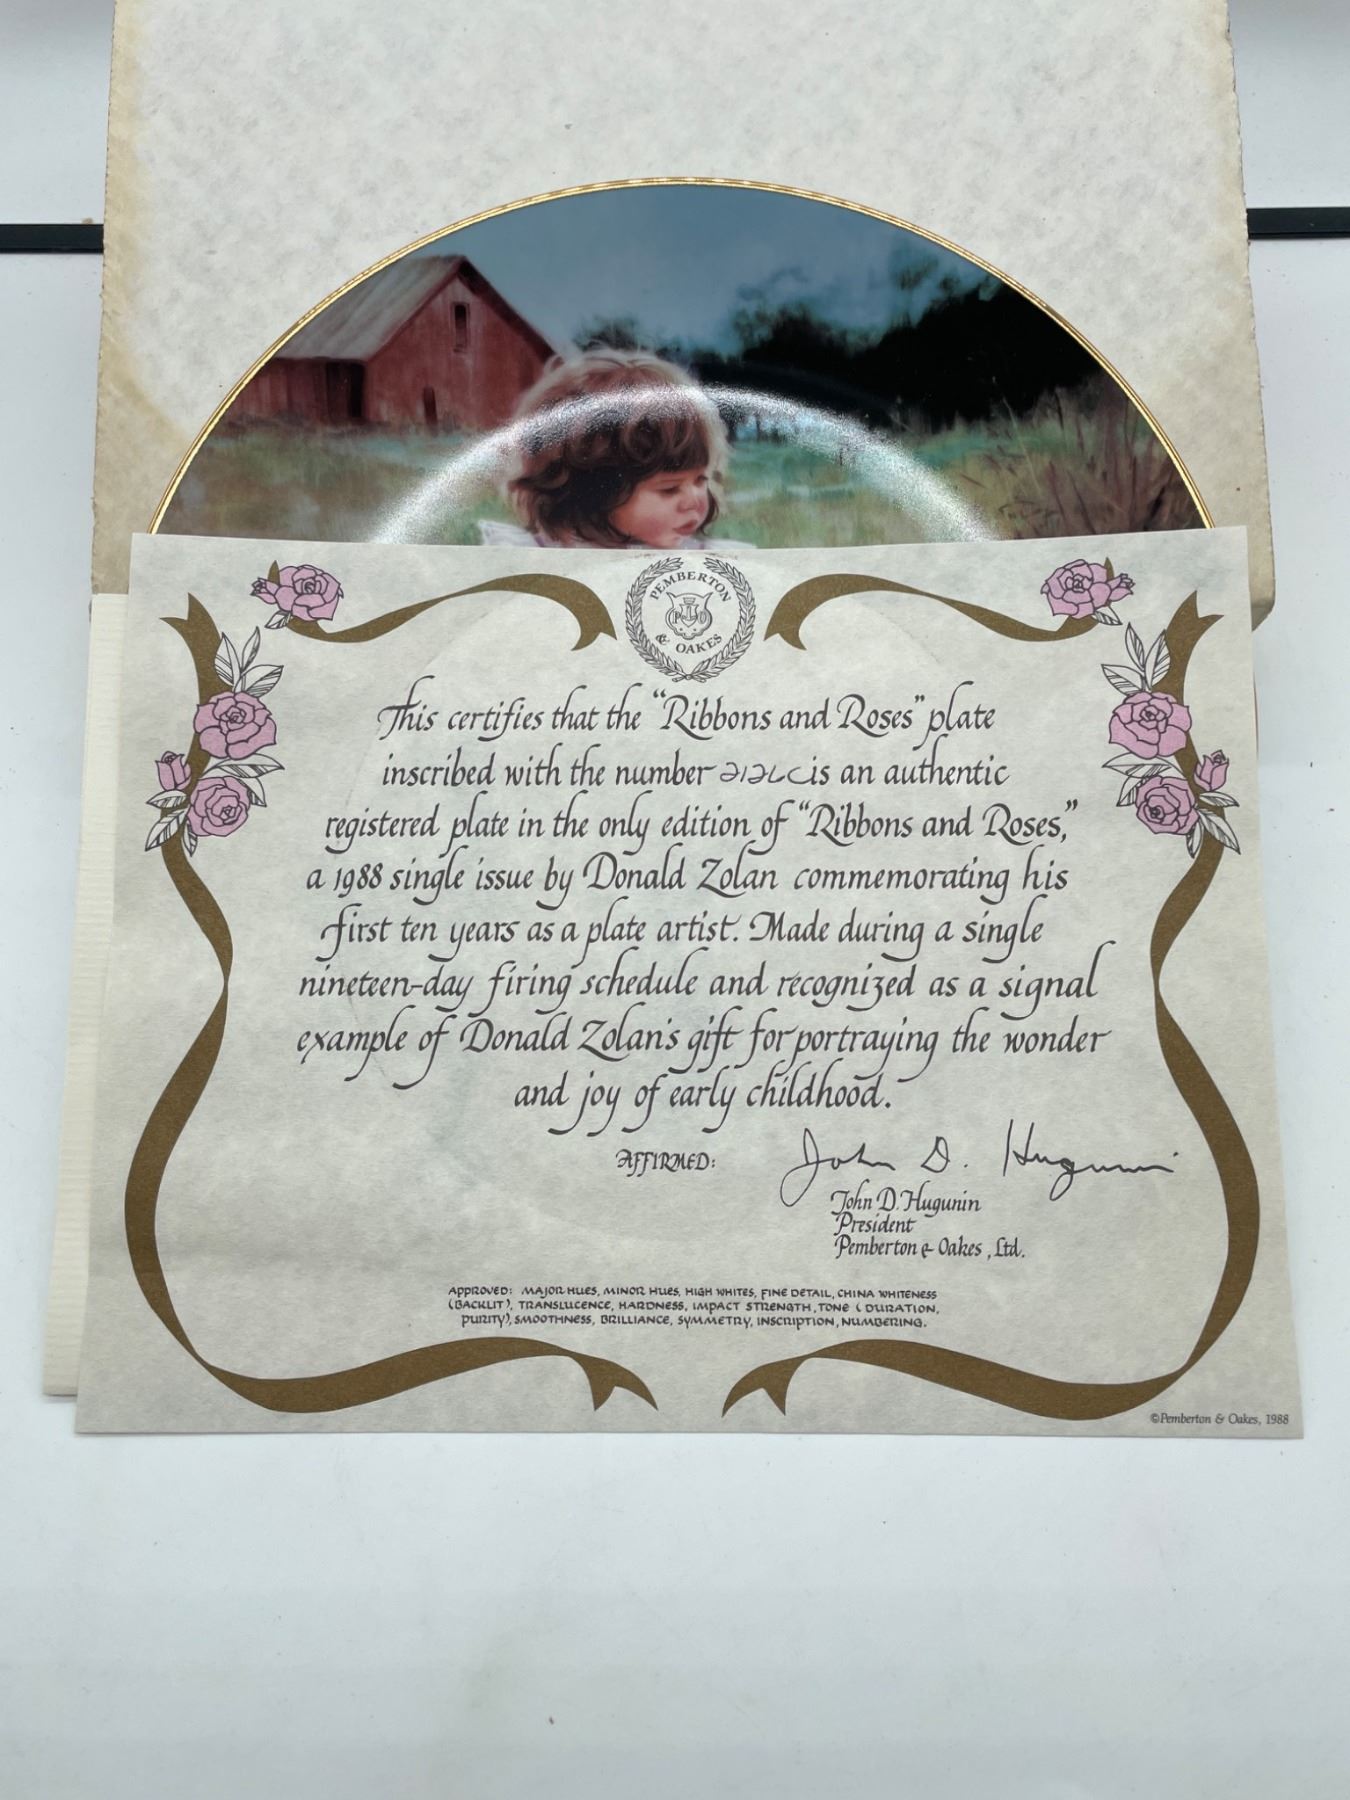 PEMBERTON
& OAKES
P&O
This certifies that the "Ribbons and Roses" plate
inscribed with the number is an authentic
registered plate in the only edition of "Ribbons and Roses,"
a 1988 single issue by Donald Zolan commemorating his
first ten years as a plate artist. Made during a single
nineteen-day firing schedule and recognized as a signal
example of Donald Zolan's gift for portraying the wonder
and joy of early childhood.
AFFIRMED:
John D. Hugunin
John D. Hugunin
President
Pemberton & Oakes, Ltd.
APPROVED: MAJOR HUES, MINOR HUES, HIGH WHITES, FINE DETAIL, CHINA WHITENESS
(BACKLIT), TRANSLUCENCE, HARDNESS, IMPACT STRENGTH, TONE (DURATION,
PURITY), SMOOTHNESS, BRILLIANCE, SYMMETRY, INSCRIPTION, NUMBERING.
©Pemberton & Oakes, 1988